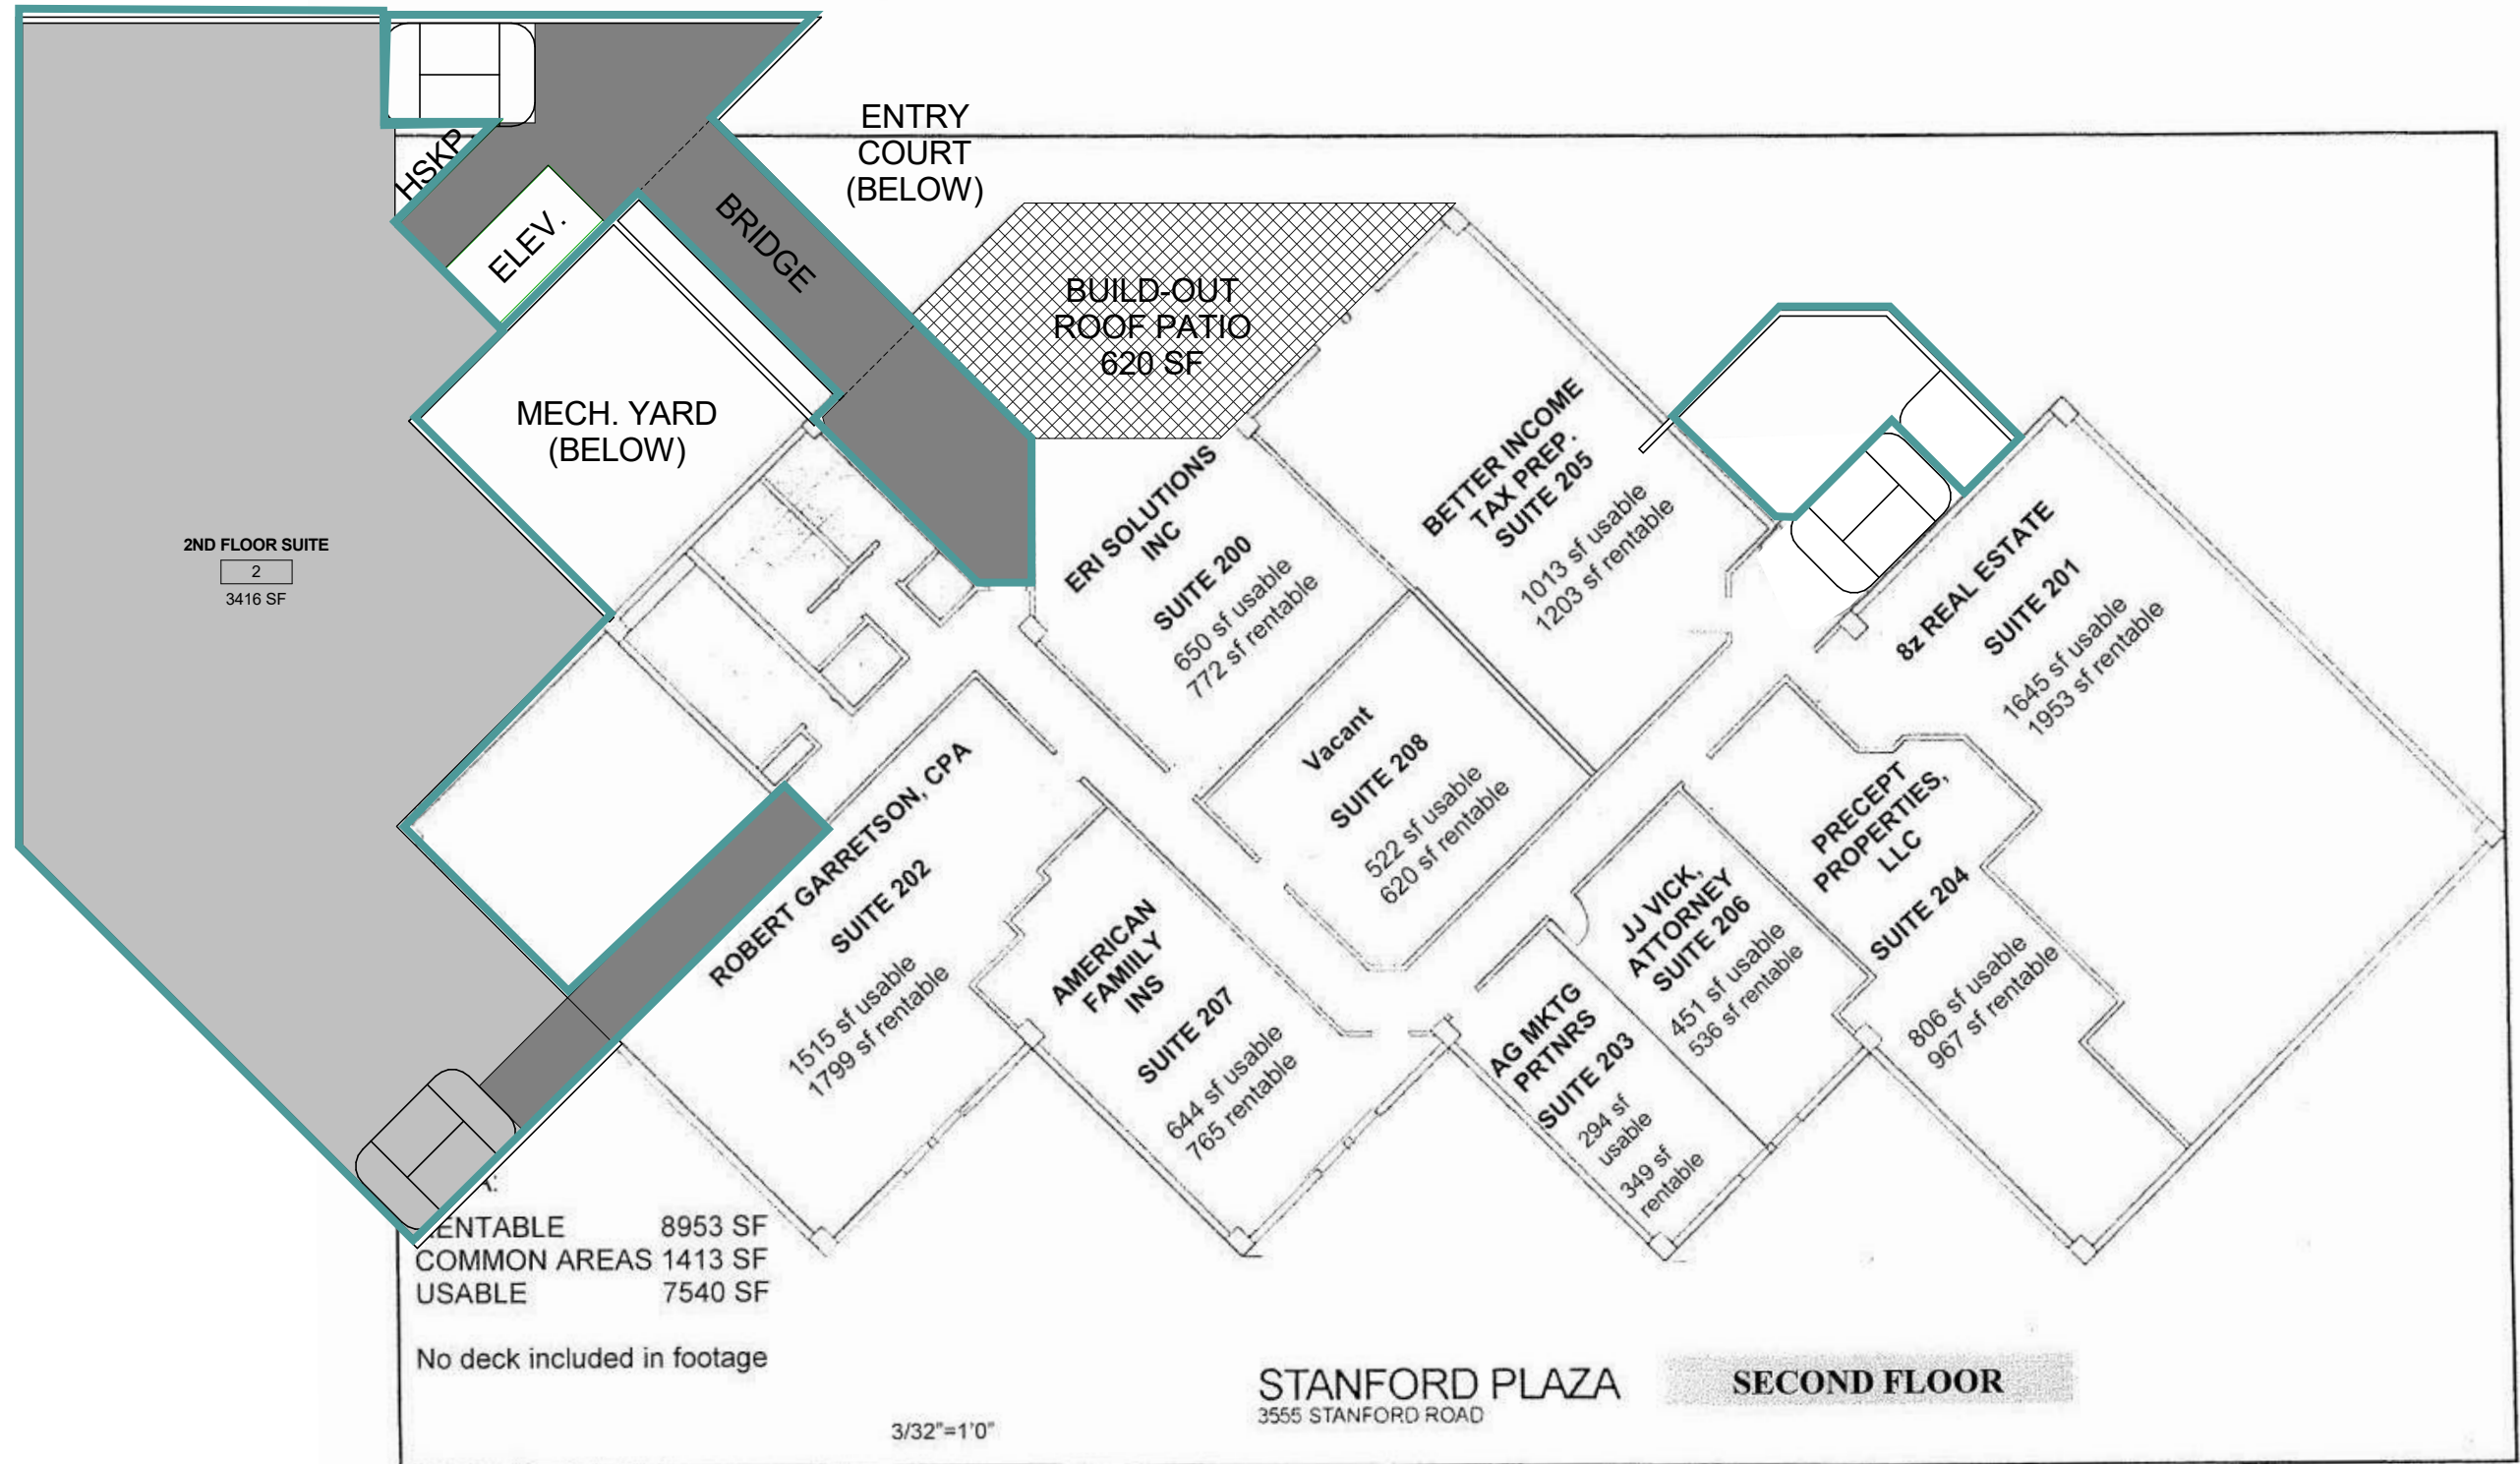 ENTRY
COURT
(BELOW)
HSKP
ELEV.
BRIDGE
BUILD-OUT
ROOF PATIO
620 SF
MECH. YARD
(BELOW)
2ND FLOOR SUITE
2
3416 SF
ERI SOLUTIONS
INC
SUITE 200
650 sf usable
772 sf rentable
BETTER INCOME
TAX PREP.
SUITE 205
1013 sf usable
1203 sf rentable
8z REAL ESTATE
SUITE 201
1645 sf usable
1953 sf rentable
Vacant
SUITE 208
522 sf usable
620 sf rentable
ROBERT GARRETSON, CPA
SUITE 202
1515 sf usable
1799 sf rentable
AMERICAN
FAMIILY
INS
SUITE 207
644 sf usable
765 rentable
AG MKTG
PRTNRS
SUITE 203
294 sf
usable
349 sf
rentable
JJ VICK,
ATTORNEY
SUITE 206
451 sf usable
536 sf rentable
PRECEPT
PROPERTIES,
LLC
SUITE 204
806 sf usable
967 sf rentable
A:
ENTABLE 8953 SF
COMMON AREAS 1413 SF
USABLE 7540 SF
No deck included in footage
3/32"=1'0"
STANFORD PLAZA
3555 STANFORD ROAD
SECOND FLOOR